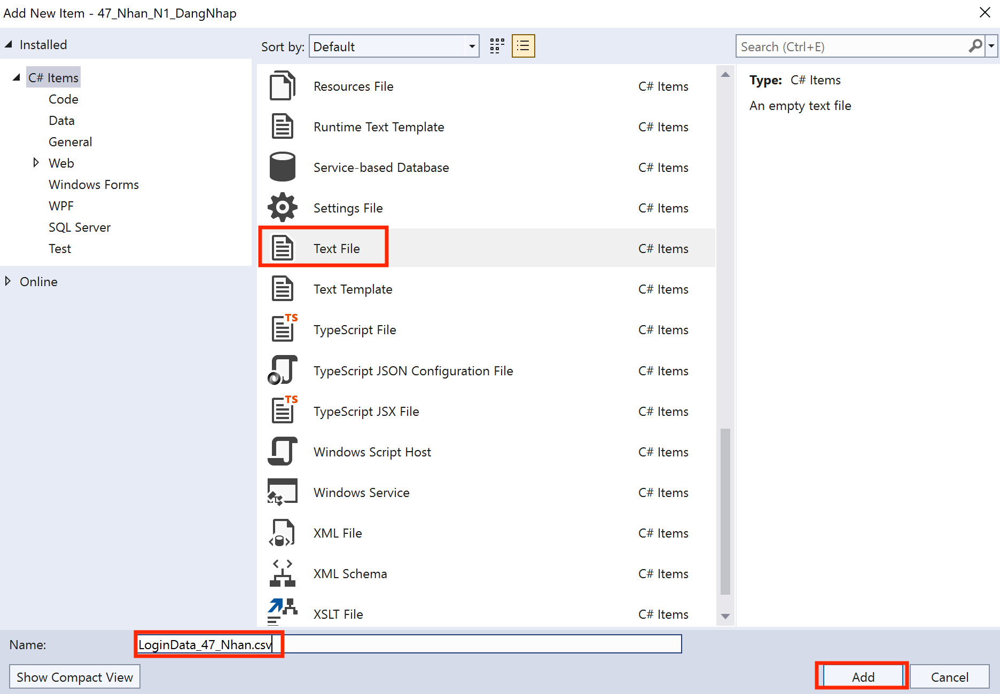 Add New Item - 47_Nhan_N1_DangNhap
Installed
Sort by: Default
Search (Ctrl+E)
C# Items
Code
Data
General
Web
Windows Forms
WPF
SQL Server
Test
Online
Resources File C# Items
Runtime Text Template C# Items
Service-based Database C# Items
Settings File C# Items
Text File C# Items
Text Template C# Items
TS
TypeScript File C# Items
TypeScript JSON Configuration File C# Items
TS
TypeScript JSX File C# Items
Windows Script Host C# Items
Windows Service C# Items
XML File C# Items
XML Schema C# Items
XSLT File C# Items
Type: C# Items
An empty text file
Name: LoginData_47_Nhan.csv
Show Compact View
Add
Cancel